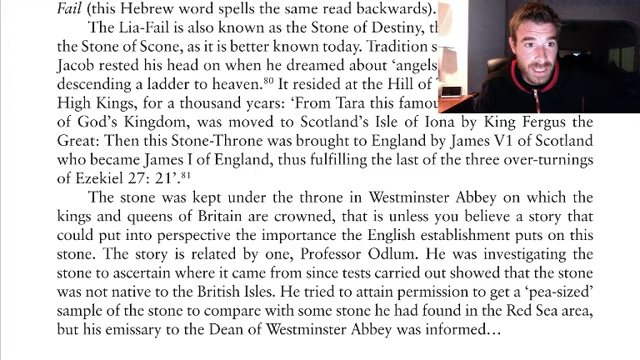 Fail (this Hebrew word spells the same read backwards).
The Lia-Fail is also known as the Stone of Destiny,
the Stone of Scone, as it is better known today. Tradition
Jacob rested his head on when he dreamed about ‘angels
descending a ladder to heaven.⁸⁰ It resided at the Hill of
High Kings, for a thousand years: ‘From Tara this
of God's Kingdom, was moved to Scotland's Isle of Iona by King Fergus the
Great: Then this Stone-Throne was brought to England by James V1 of Scotland
who became James I of England, thus fulfilling the last of the three over-turnings
of Ezekiel 27: 21’.⁸¹
The stone was kept under the throne in Westminster Abbey on which the
kings and queens of Britain are crowned, that is unless you believe a story that
could put into perspective the importance the English establishment puts on this
stone. The story is related by one, Professor Odlum. He was investigating the
stone to ascertain where it came from since tests carried out showed that the stone
was not native to the British Isles. He tried to attain permission to get a ‘pea-sized’
sample of the stone to compare with some stone he had found in the Red Sea area,
but his emissary to the Dean of Westminster Abbey was informed…